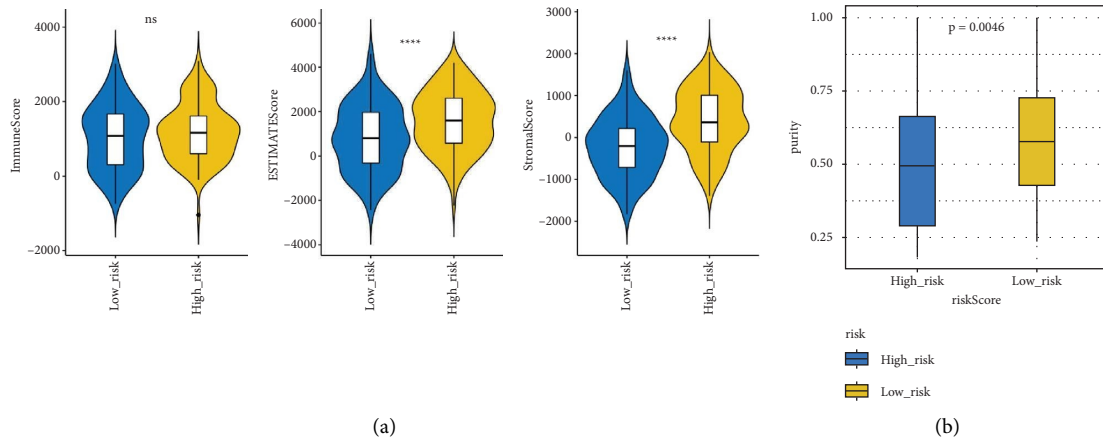 ImmuneScore
4000
2000
0
−2000
ns
Low_risk
High_risk
ESTIMATEScore
6000
4000
2000
0
−2000
−4000
****
Low_risk
High_risk
StromalScore
3000
2000
1000
0
−1000
−2000
****
Low_risk
High_risk
(a)
purity
1.00
0.75
0.50
0.25
p = 0.0046
High_risk
Low_risk
riskScore
risk
High_risk
Low_risk
(b)